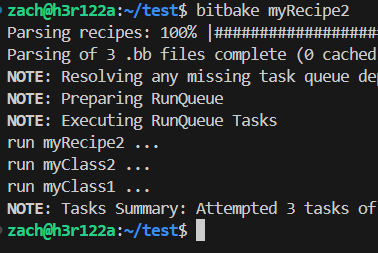 zach@h3r122a:~/test$ bitbake myRecipe2
Parsing recipes: 100% |##################
Parsing of 3 .bb files complete (0 cached
NOTE: Resolving any missing task queue dep
NOTE: Preparing RunQueue
NOTE: Executing RunQueue Tasks
run myRecipe2 ...
run myClass2 ...
run myClass1 ...
NOTE: Tasks Summary: Attempted 3 tasks of
zach@h3r122a:~/test$